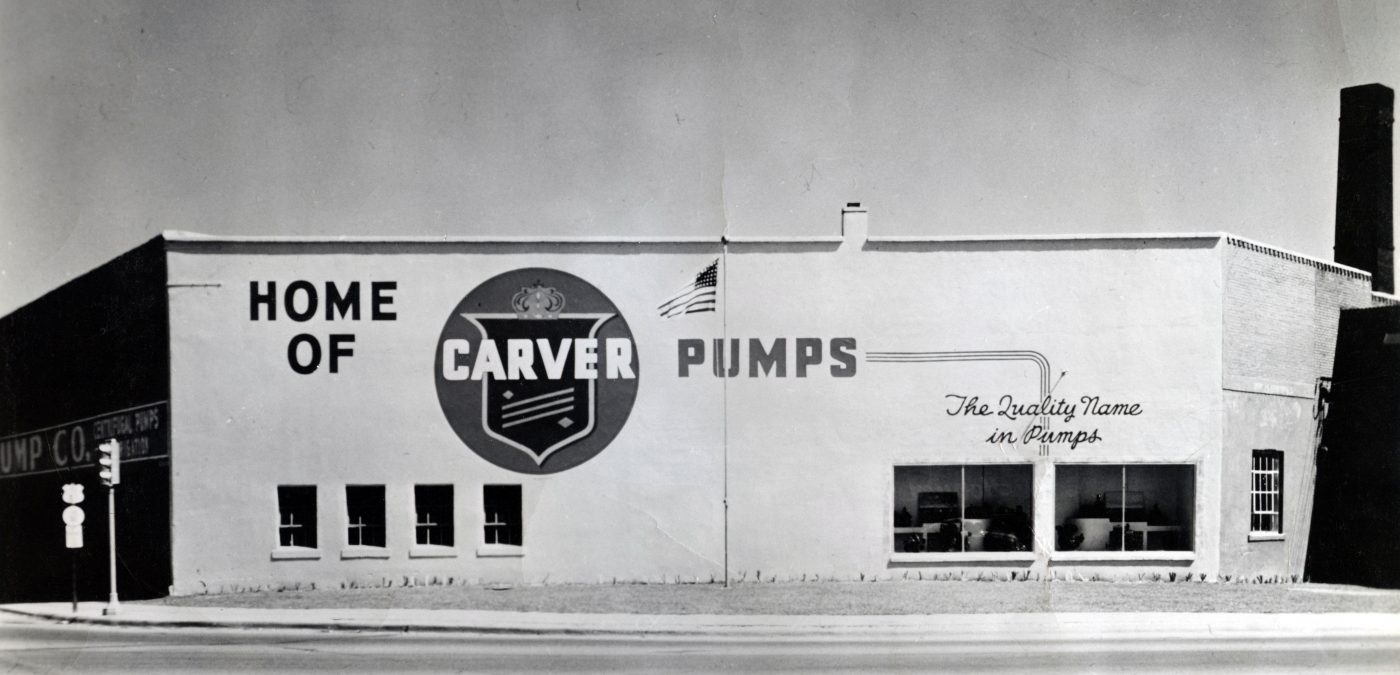 HOME
OF
CARVER
PUMPS
The Quality Name
in Pumps
UMP CO.
CENTRIFUGAL PUMPS